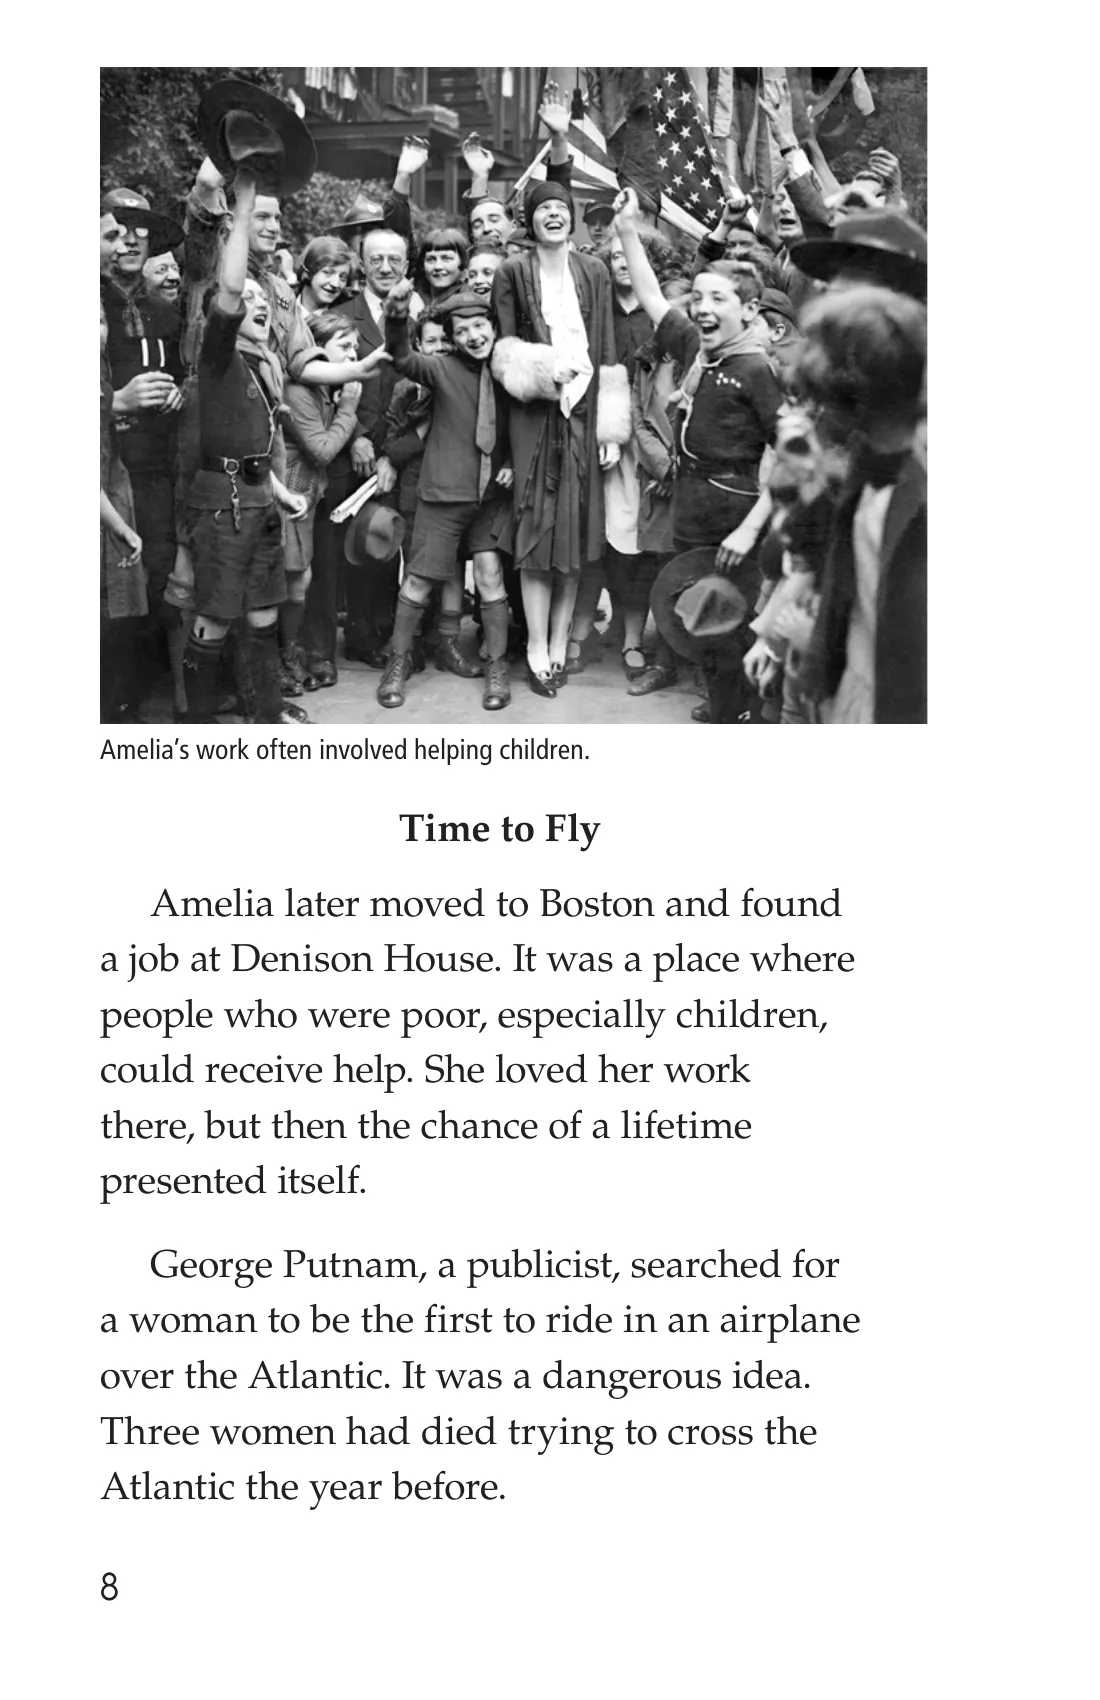 Amelia’s work often involved helping children.
Time to Fly
Amelia later moved to Boston and found
a job at Denison House. It was a place where
people who were poor, especially children,
could receive help. She loved her work
there, but then the chance of a lifetime
presented itself.
George Putnam, a publicist, searched for
a woman to be the first to ride in an airplane
over the Atlantic. It was a dangerous idea.
Three women had died trying to cross the
Atlantic the year before.
8